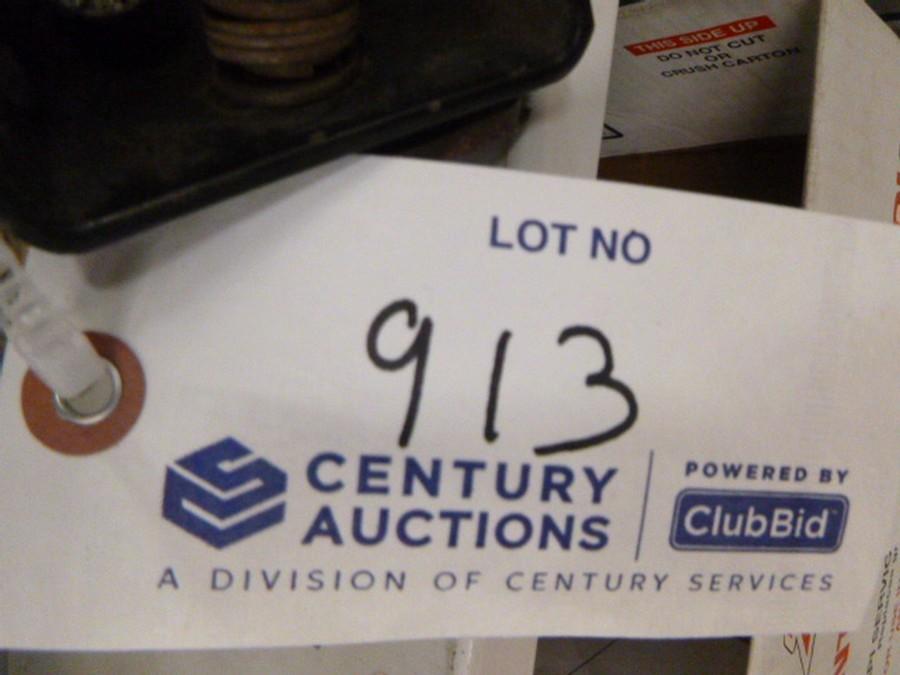 THIS SIDE UP
DO NOT CUT
OR
CRUSH CARTON
LOT NO
913
CENTURY
AUCTIONS
POWERED BY
ClubBid
A DIVISION OF CENTURY SERVICES